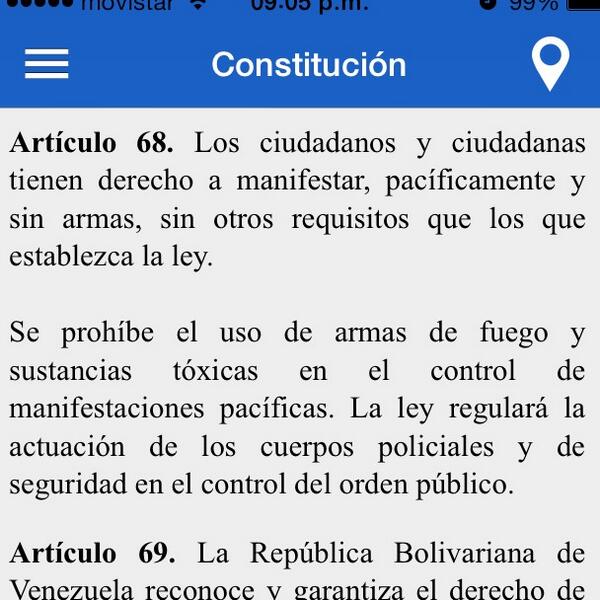 movistar 09:05 p.m. 99%
Constitución
Artículo 68. Los ciudadanos y ciudadanas
tienen derecho a manifestar, pacíficamente y
sin armas, sin otros requisitos que los que
establezca la ley.
Se prohíbe el uso de armas de fuego y
sustancias tóxicas en el control de
manifestaciones pacíficas. La ley regulará la
actuación de los cuerpos policiales y de
seguridad en el control del orden público.
Artículo 69. La República Bolivariana de
Venezuela reconoce y garantiza el derecho de